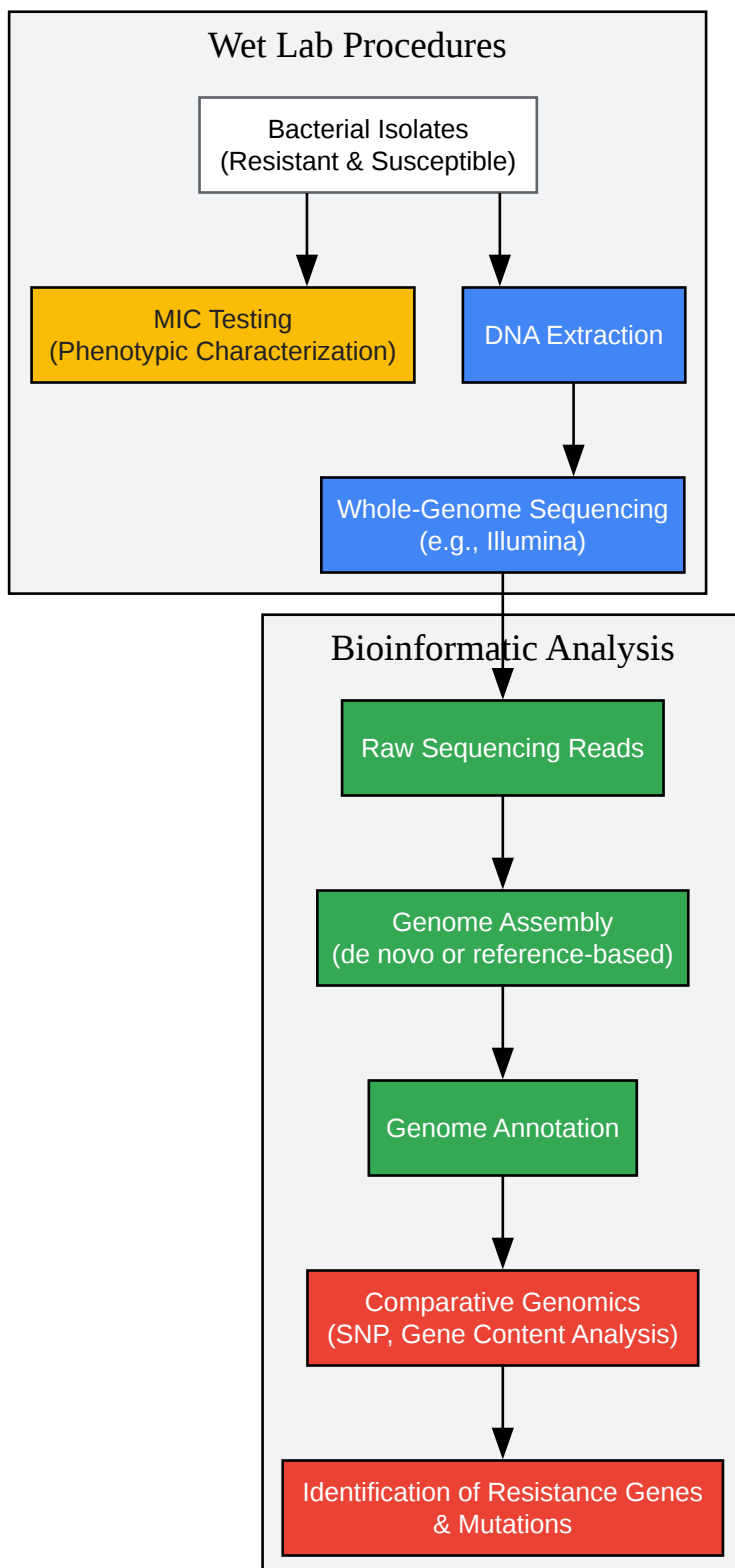 Wet Lab Procedures
Bacterial Isolates
(Resistant & Susceptible)
MIC Testing
(Phenotypic Characterization)
DNA Extraction
Whole-Genome Sequencing
(e.g., Illumina)
Bioinformatic Analysis
Raw Sequencing Reads
Genome Assembly
(de novo or reference-based)
Genome Annotation
Comparative Genomics
(SNP, Gene Content Analysis)
Identification of Resistance Genes
& Mutations